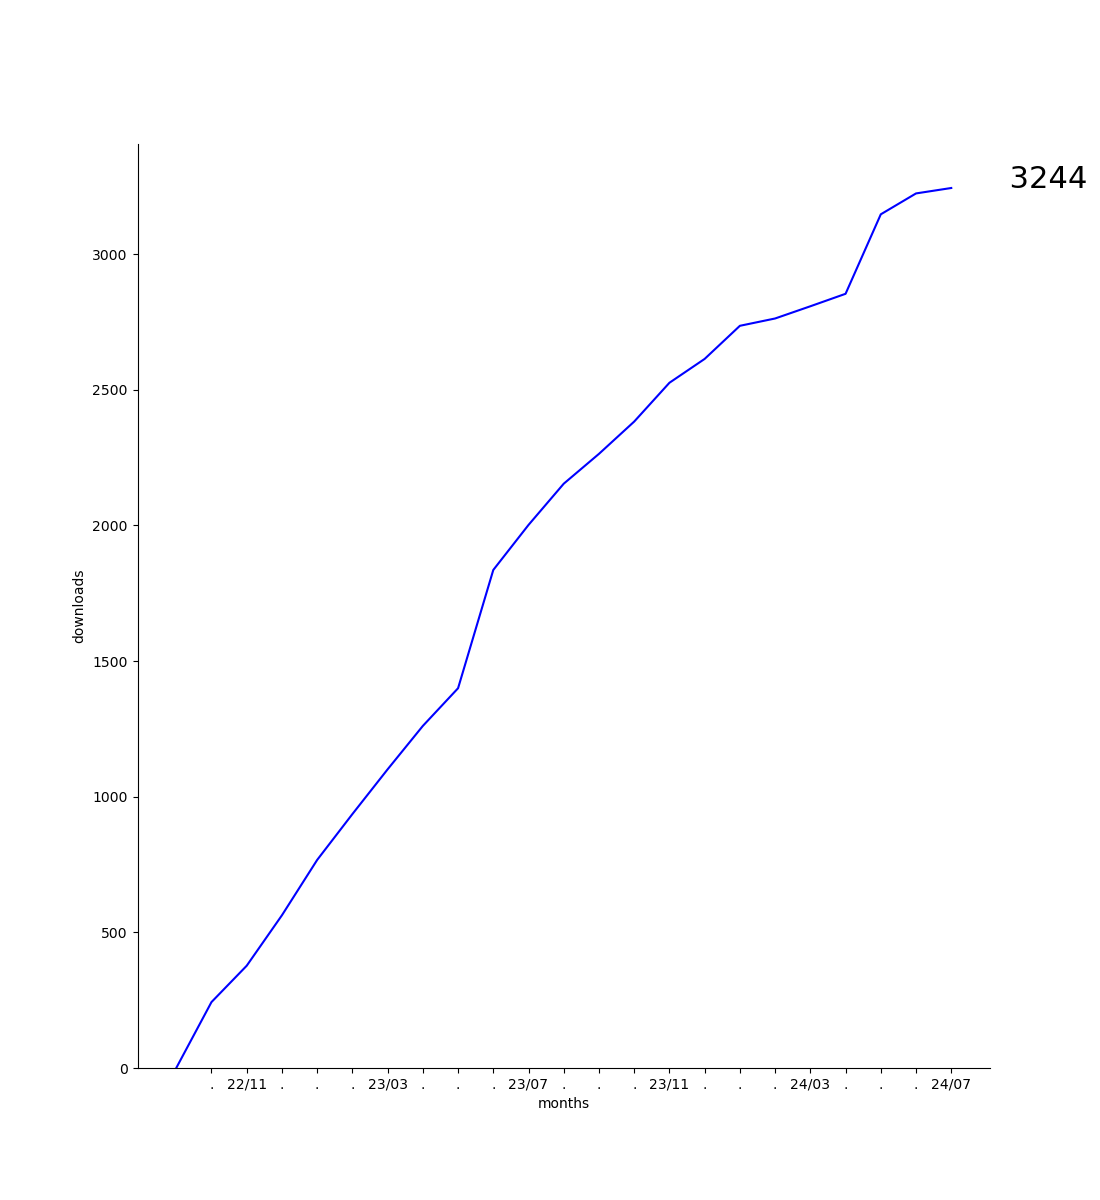 3244
3000
2500
2000
1500
1000
500
0
downloads
. 22/11 . . . 23/03 . . . 23/07 . . . 23/11 . . . 24/03 . . . 24/07
months